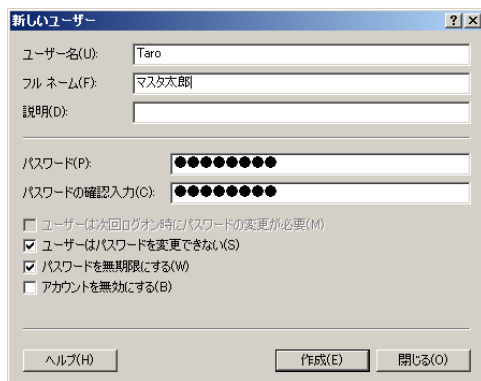 新しいユーザー
ユーザー名(U): Taro
フル ネーム(F): マスタ太郎
説明(D):
パスワード(P): ●●●●●●●●
パスワードの確認入力(C): ●●●●●●●●
ユーザーは次回ログオン時にパスワードの変更が必要(M)
ユーザーはパスワードを変更できない(S)
パスワードを無期限にする(W)
アカウントを無効にする(B)
ヘルプ(H) 作成(E) 閉じる(O)